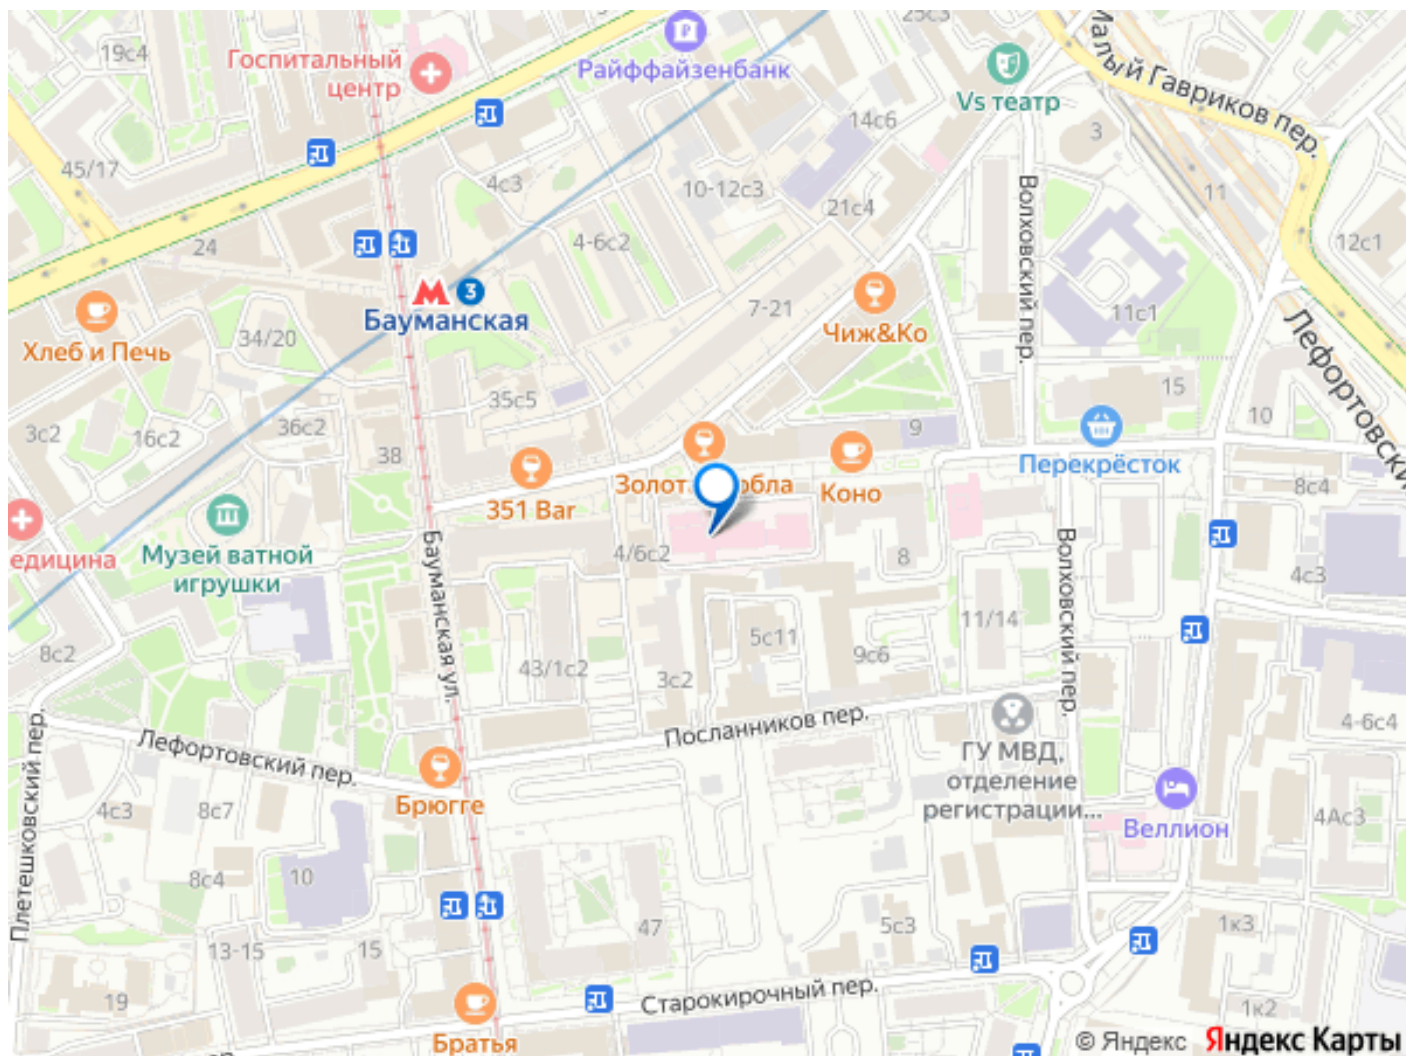 25с3
19с4
Госпитальный
центр
Райффайзенбанк
Vs театр
Малый Гавриков пер.
14с6
3
45/17
4с3
10-12с3
21с4
11
Волховский пер.
12с1
24
4-6с2
3
Бауманская
7-21
11с1
Чиж&Ко
Хлеб и Печь
34/20
Лефортовский
15
35с5
36с2
3с2
16с2
38
9
10
Перекрёсток
351 Bar
Коно
8с4
едицина
Музей ватной
игрушки
4/6с2
8
4с3
Бауманская ул.
Волховский пер.
11/14
5с11
9с6
43/1с2
3с2
8с2
Посланников пер.
4-6с4
Лефортовский пер.
ГУ МВД,
отделение
регистрации...
Плетешковский пер.
Брюгге
4с3
8с7
Веллион
4Ас3
8с4
10
47
5с3
1к3
13-15
15
19
Старокирочный пер.
1к2
Братья
© Яндекс Яндекс Карты